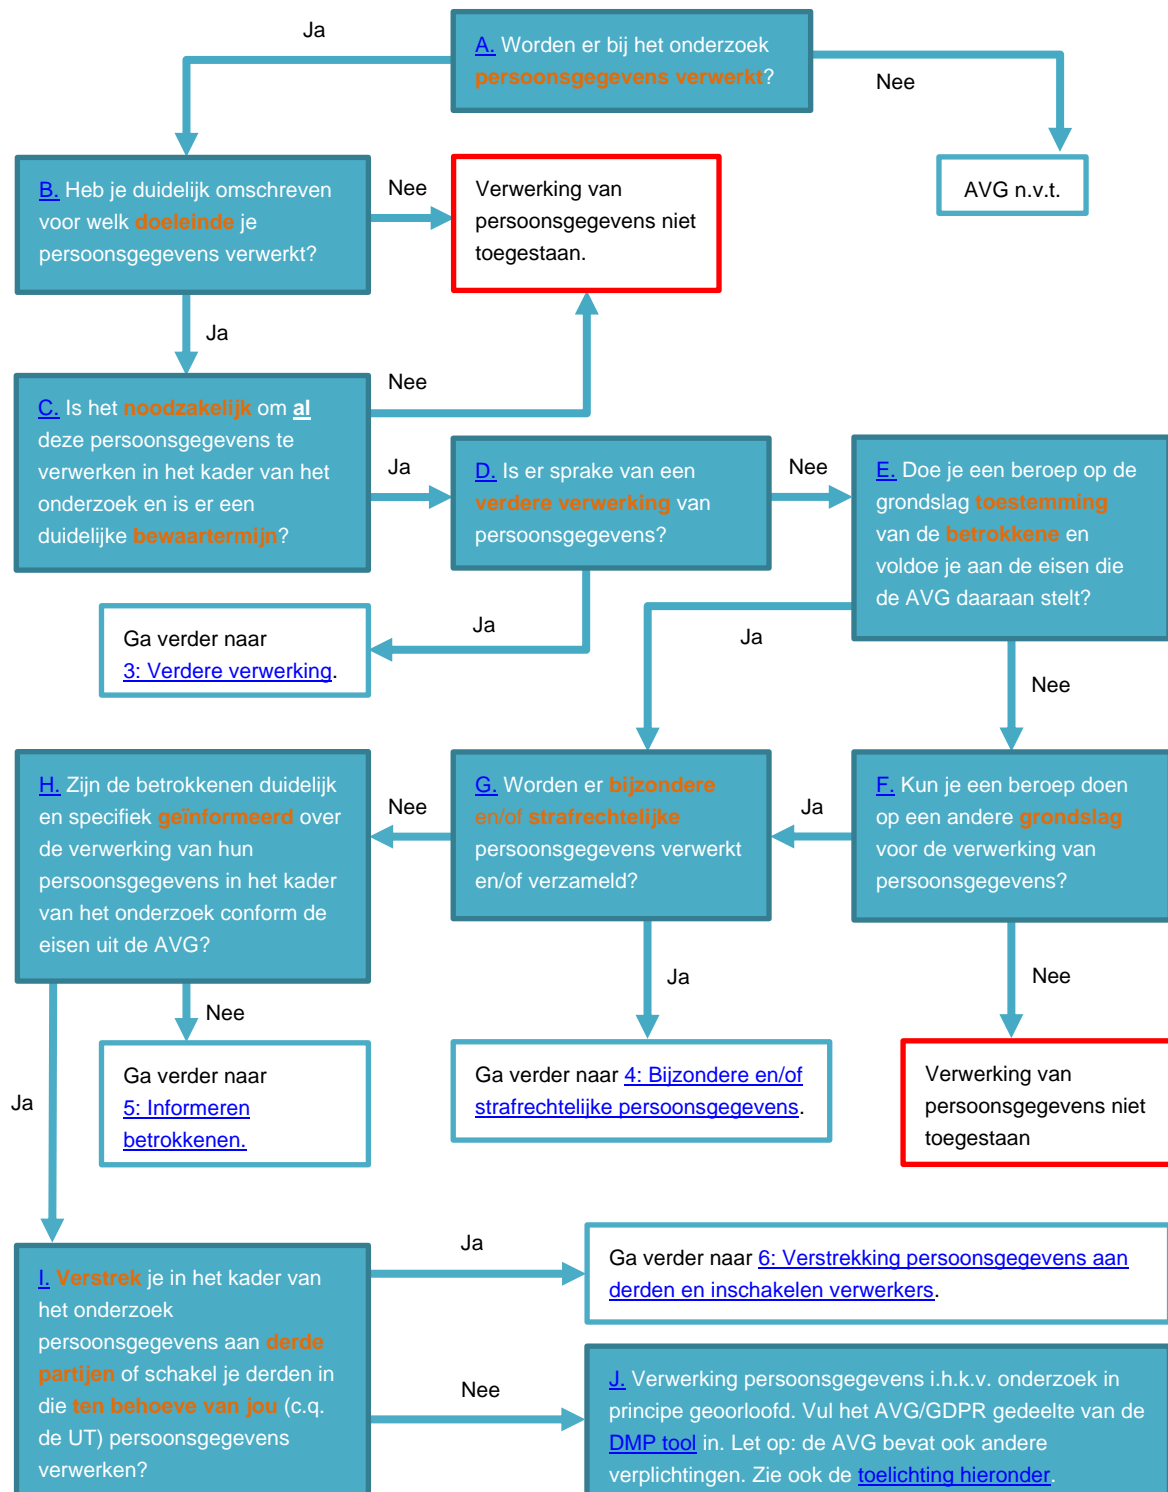 Ja
A. Worden er bij het onderzoek
persoonsgegevens verwerkt?
Nee
AVG n.v.t.
B. Heb je duidelijk omschreven
voor welk doeleinde je
persoonsgegevens verwerkt?
Nee
Verwerking van
persoonsgegevens niet
toegestaan.
Ja
C. Is het noodzakelijk om al
deze persoonsgegevens te
verwerken in het kader van het
onderzoek en is er een
duidelijke bewaartermijn?
Nee
Ja
D. Is er sprake van een
verdere verwerking van
persoonsgegevens?
Nee
E. Doe je een beroep op de
grondslag toestemming
van de betrokkene en
voldoe je aan de eisen die
de AVG daaraan stelt?
Ja
Ga verder naar
3: Verdere verwerking.
Ja
Nee
H. Zijn de betrokkenen duidelijk
en specifiek geïnformeerd over
de verwerking van hun
persoonsgegevens in het kader
van het onderzoek conform de
eisen uit de AVG?
Nee
G. Worden er bijzondere
en/of strafrechtelijke
persoonsgegevens verwerkt
en/of verzameld?
Ja
F. Kun je een beroep doen
op een andere grondslag
voor de verwerking van
persoonsgegevens?
Ja
Nee
Nee
Ja
Ga verder naar
5: Informeren
betrokkenen.
Ga verder naar 4: Bijzondere en/of
strafrechtelijke persoonsgegevens.
Verwerking van
persoonsgegevens niet
toegestaan
I. Verstrek je in het kader van
het onderzoek
persoonsgegevens aan derde
partijen of schakel je derden in
die ten behoeve van jou (c.q.
de UT) persoonsgegevens
verwerken?
Ja
Ga verder naar 6: Verstrekking persoonsgegevens aan
derden en inschakelen verwerkers.
Nee
J. Verwerking persoonsgegevens i.h.k.v. onderzoek in
principe geoorloofd. Vul het AVG/GDPR gedeelte van de
DMP tool in. Let op: de AVG bevat ook andere
verplichtingen. Zie ook de toelichting hieronder.